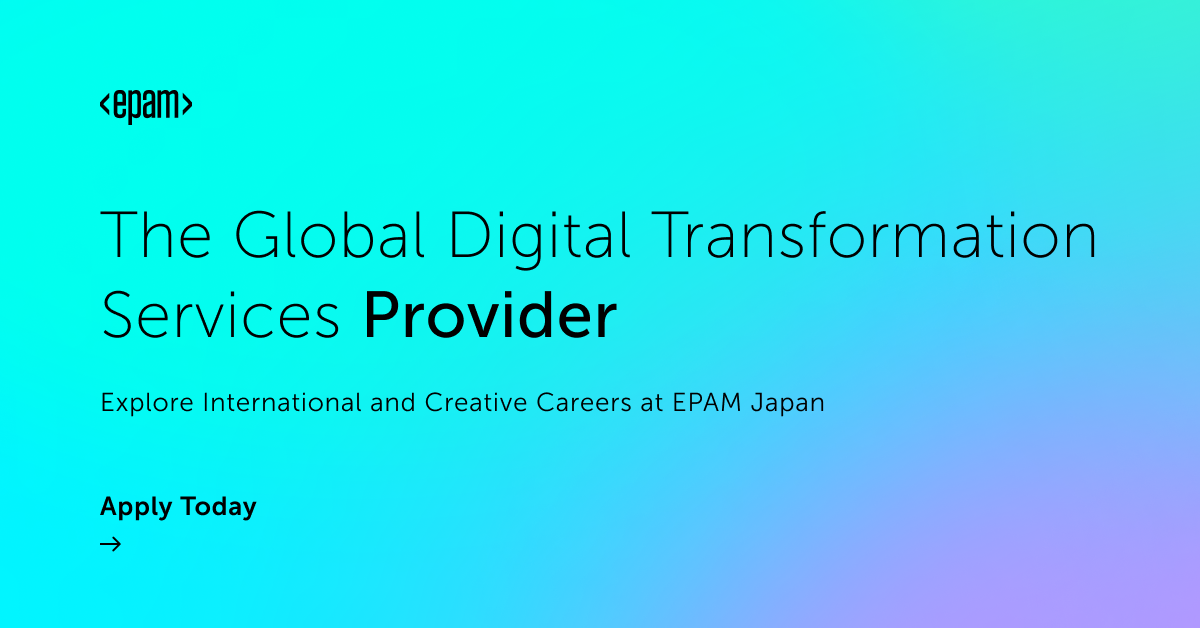 <epam>
The Global Digital Transformation
Services Provider
Explore International and Creative Careers at EPAM Japan
Apply Today
→